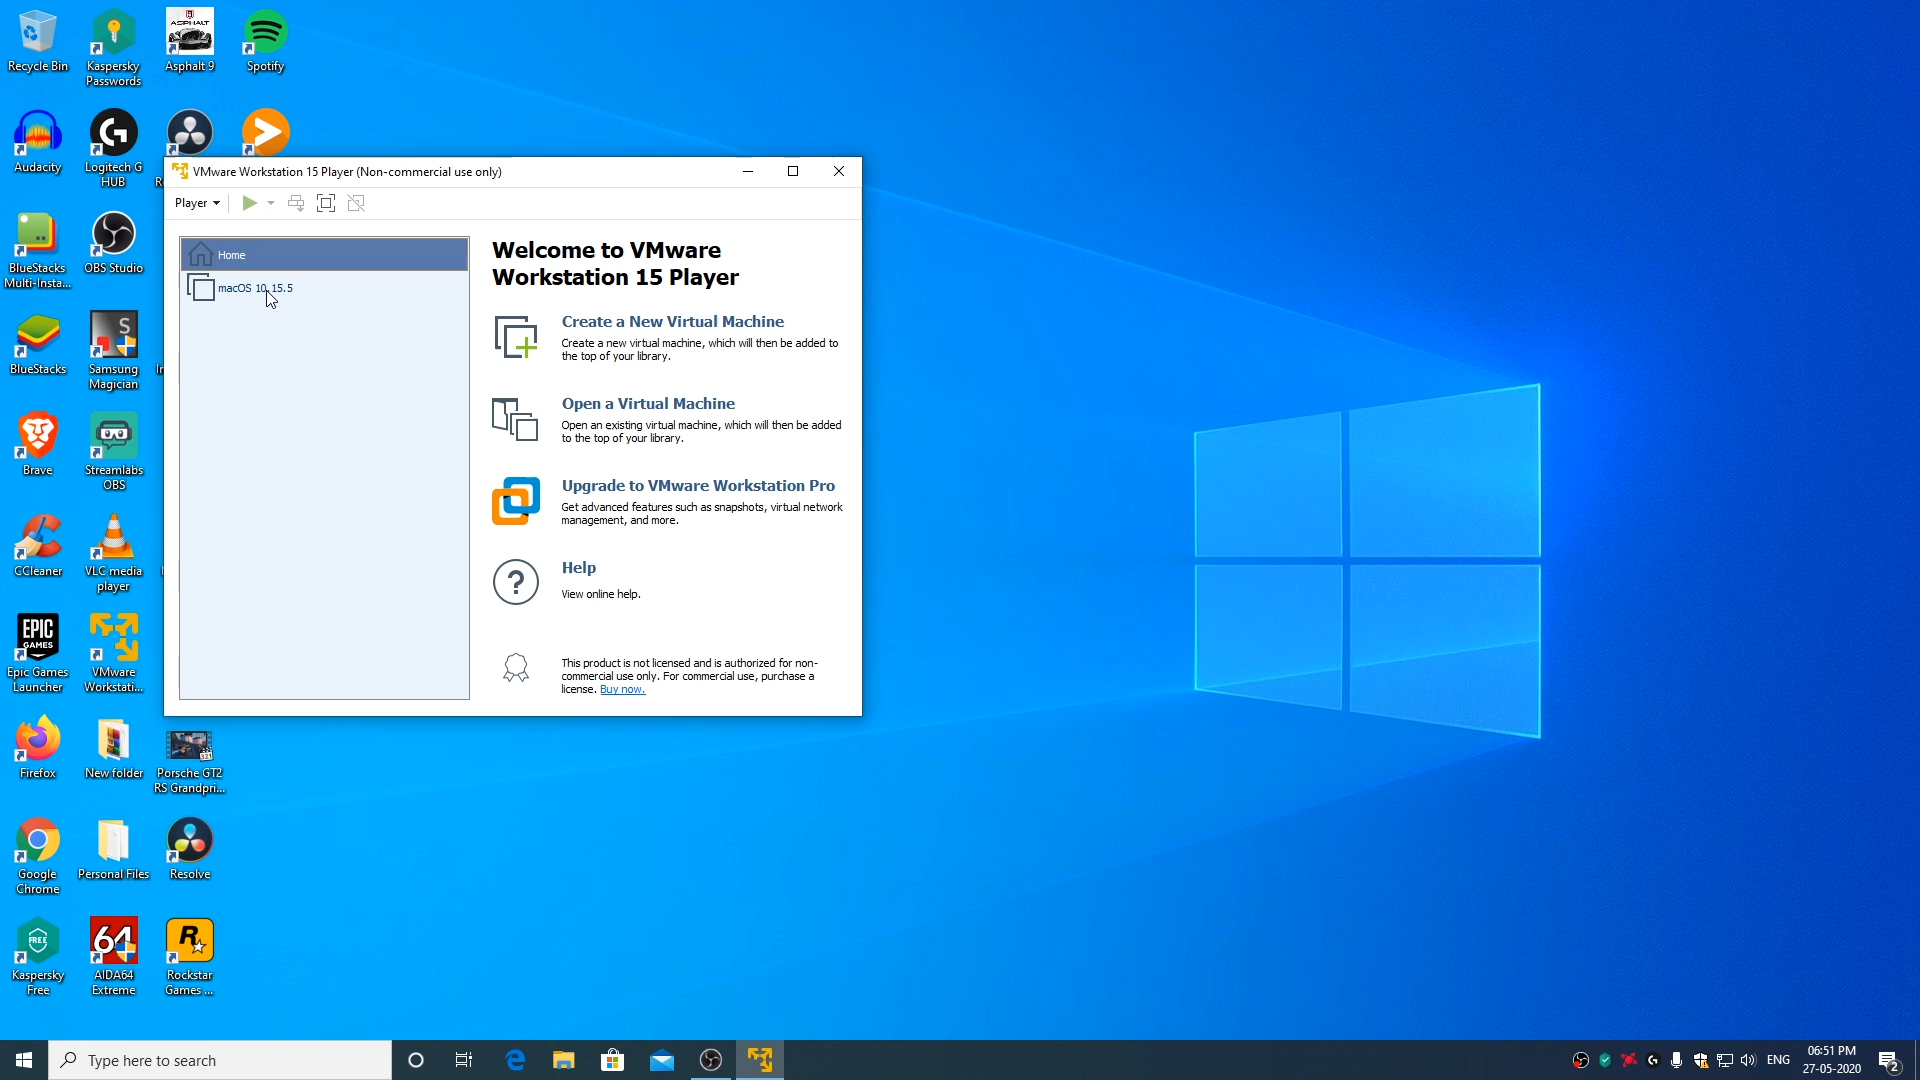 Recycle Bin
Kaspersky
Passwords
ASPHALT
Asphalt 9
Spotify
Audacity
Logitech G
HUB
BlueStacks
Multi-Insta...
OBS Studio
BlueStacks
Samsung
Magician
Brave
Streamlabs
OBS
CCleaner
VLC media
player
EPIC
GAMES
Epic Games
Launcher
VMware
Workstati...
Firefox
New folder
Porsche GT2
RS Grandpri...
Google
Chrome
Personal Files
Resolve
FREE
Kaspersky
Free
64
AIDA64
Extreme
R
Rockstar
Games ...
VMware Workstation 15 Player (Non-commercial use only)
Player
Home
macOS 10.15.5
Welcome to VMware
Workstation 15 Player
Create a New Virtual Machine
Create a new virtual machine, which will then be added to
the top of your library.
Open a Virtual Machine
Open an existing virtual machine, which will then be added
to the top of your library.
Upgrade to VMware Workstation Pro
Get advanced features such as snapshots, virtual network
management, and more.
Help
View online help.
This product is not licensed and is authorized for non-
commercial use only. For commercial use, purchase a
license. Buy now.
Type here to search
ENG
06:51 PM
27-05-2020
2